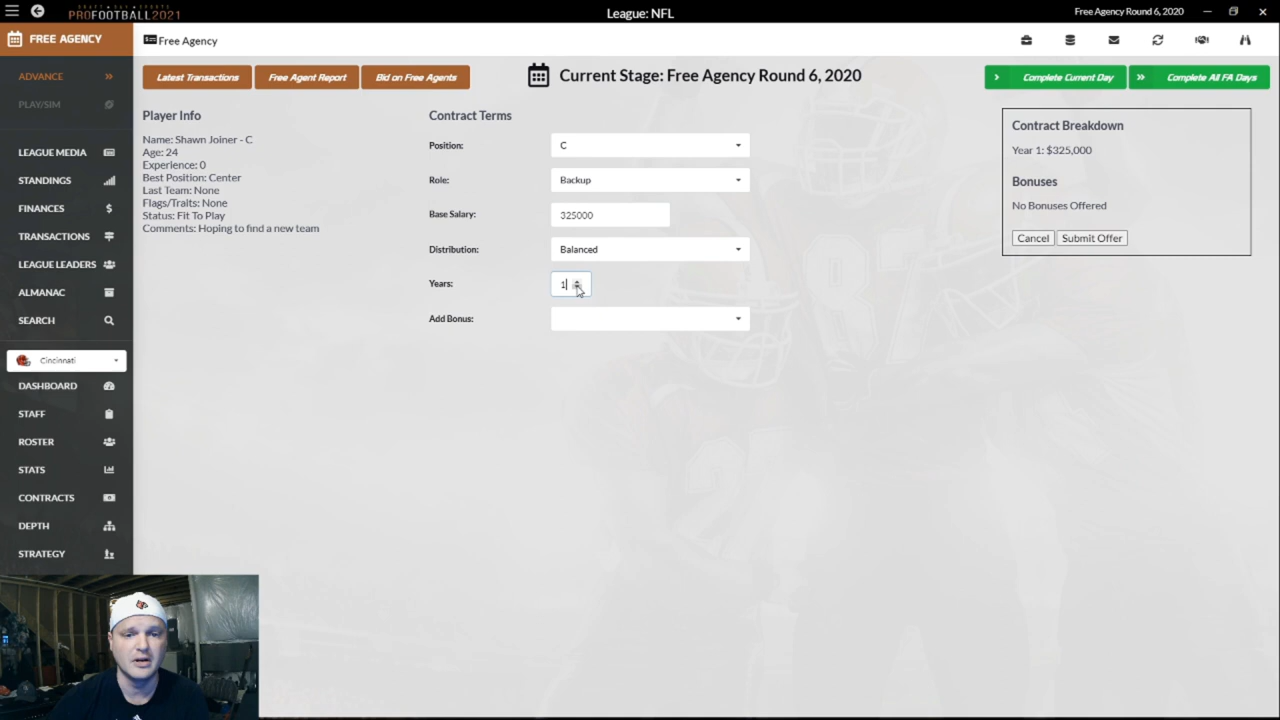 DRAFT DAY SPORTS
PROFOOTBALL2021
League: NFL
Free Agency Round 6, 2020
FREE AGENCY
Free Agency
ADVANCE
Latest Transactions
Free Agent Report
Bid on Free Agents
Current Stage: Free Agency Round 6, 2020
Complete Current Day
Complete All FA Days
PLAY/SIM
LEAGUE MEDIA
STANDINGS
FINANCES
TRANSACTIONS
LEAGUE LEADERS
ALMANAC
SEARCH
Cincinnati
DASHBOARD
STAFF
ROSTER
STATS
CONTRACTS
DEPTH
STRATEGY
Player Info
Name: Shawn Joiner - C
Age: 24
Experience: 0
Best Position: Center
Last Team: None
Flags/Traits: None
Status: Fit To Play
Comments: Hoping to find a new team
Contract Terms
Position: C
Role: Backup
Base Salary: 325000
Distribution: Balanced
Years: 1
Add Bonus:
Contract Breakdown
Year 1: $325,000
Bonuses
No Bonuses Offered
Cancel Submit Offer